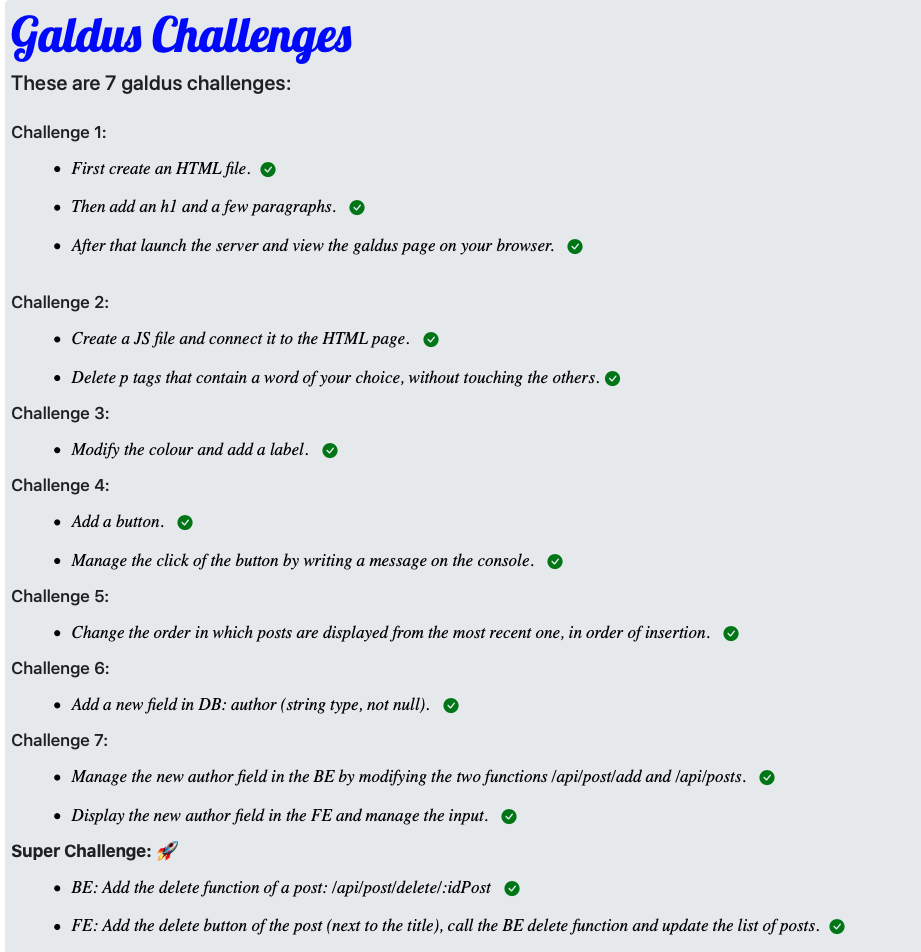 Galdus Challenges
These are 7 galdus challenges:
Challenge 1:
• First create an HTML file.
• Then add an h1 and a few paragraphs.
• After that launch the server and view the galdus page on your browser.
Challenge 2:
• Create a JS file and connect it to the HTML page.
• Delete p tags that contain a word of your choice, without touching the others.
Challenge 3:
• Modify the colour and add a label.
Challenge 4:
• Add a button.
• Manage the click of the button by writing a message on the console.
Challenge 5:
• Change the order in which posts are displayed from the most recent one, in order of insertion.
Challenge 6:
• Add a new field in DB: author (string type, not null).
Challenge 7:
• Manage the new author field in the BE by modifying the two functions /api/post/add and /api/posts.
• Display the new author field in the FE and manage the input.
Super Challenge: 🚀
• BE: Add the delete function of a post: /api/post/delete/:idPost
• FE: Add the delete button of the post (next to the title), call the BE delete function and update the list of posts.